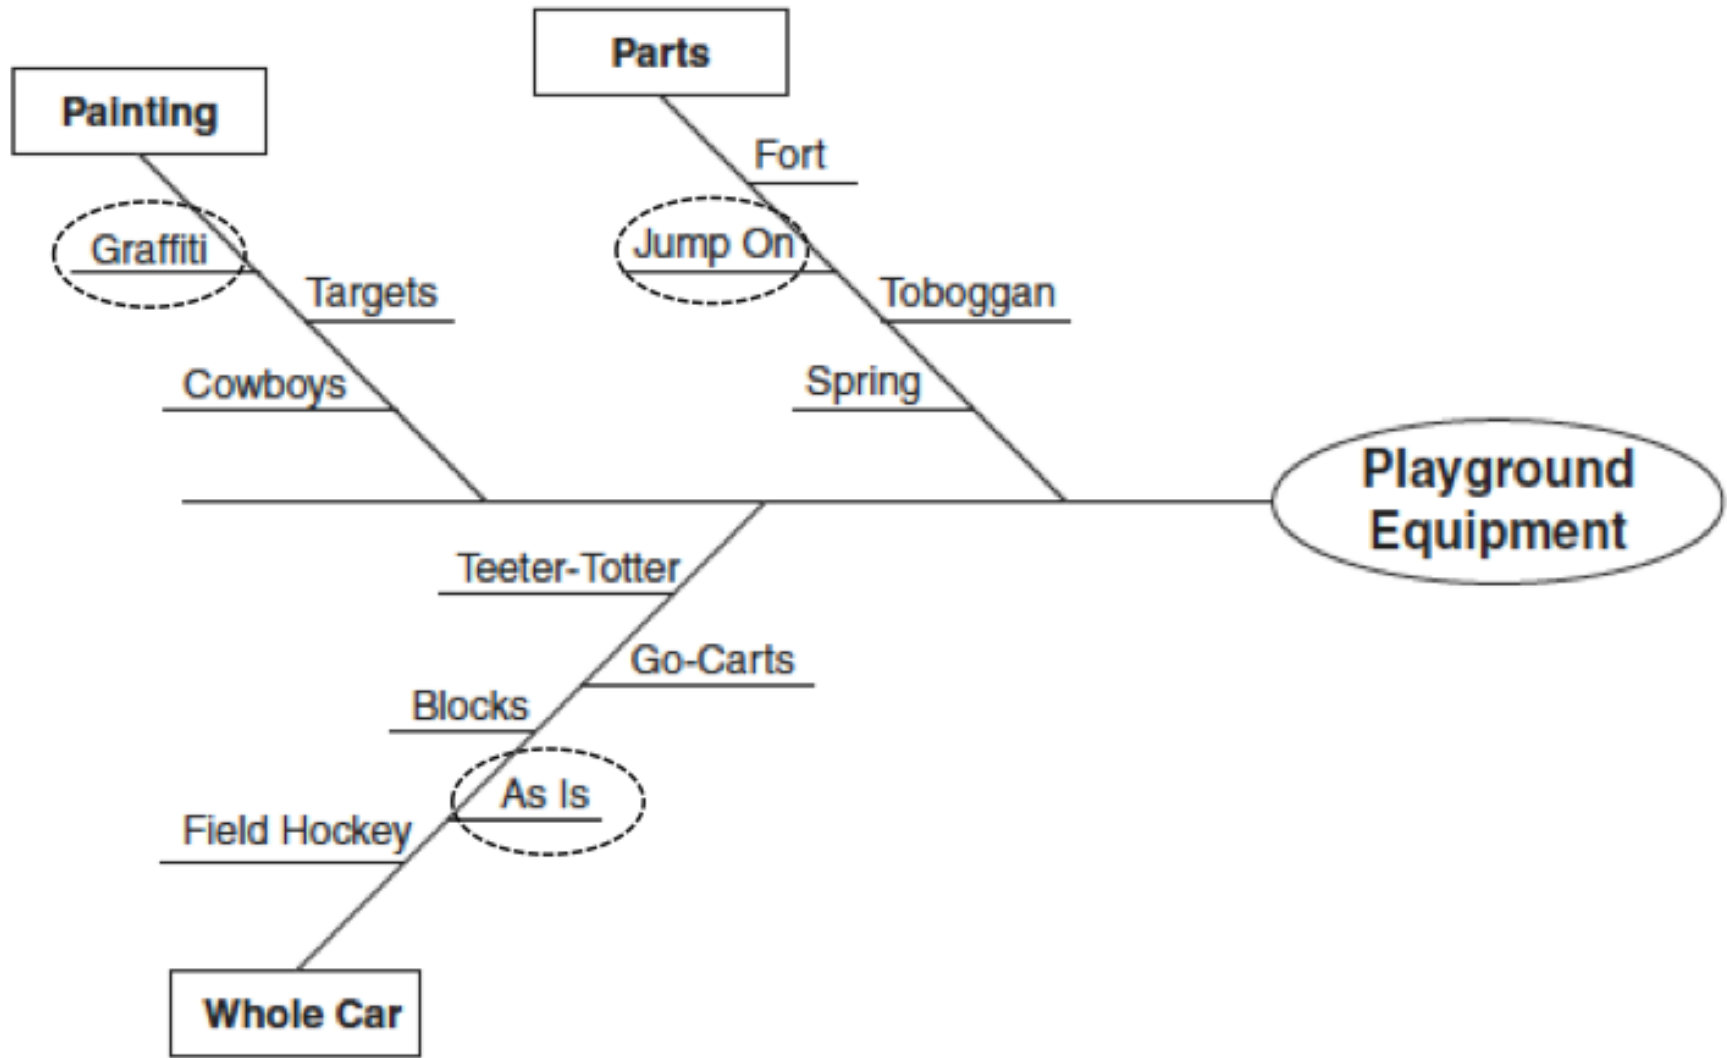 Painting
Graffiti
Targets
Cowboys
Parts
Fort
Jump On
Toboggan
Spring
Playground
Equipment
Teeter-Totter
Go-Carts
Blocks
As Is
Field Hockey
Whole Car